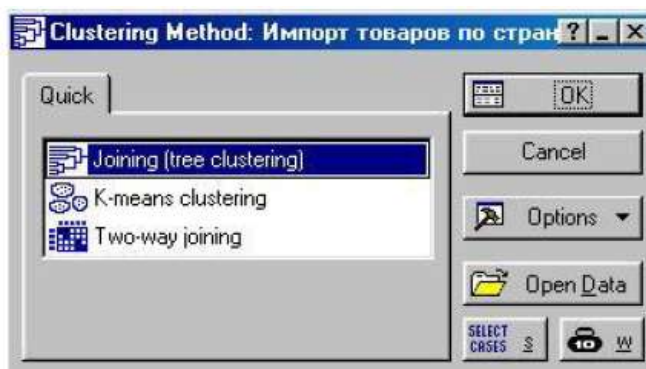 Clustering Method: Импорт товаров по стран
Quick
Joining (tree clustering)
K-means clustering
Two-way joining
OK
Cancel
Options
Open Data
SELECT CASES S
10 W